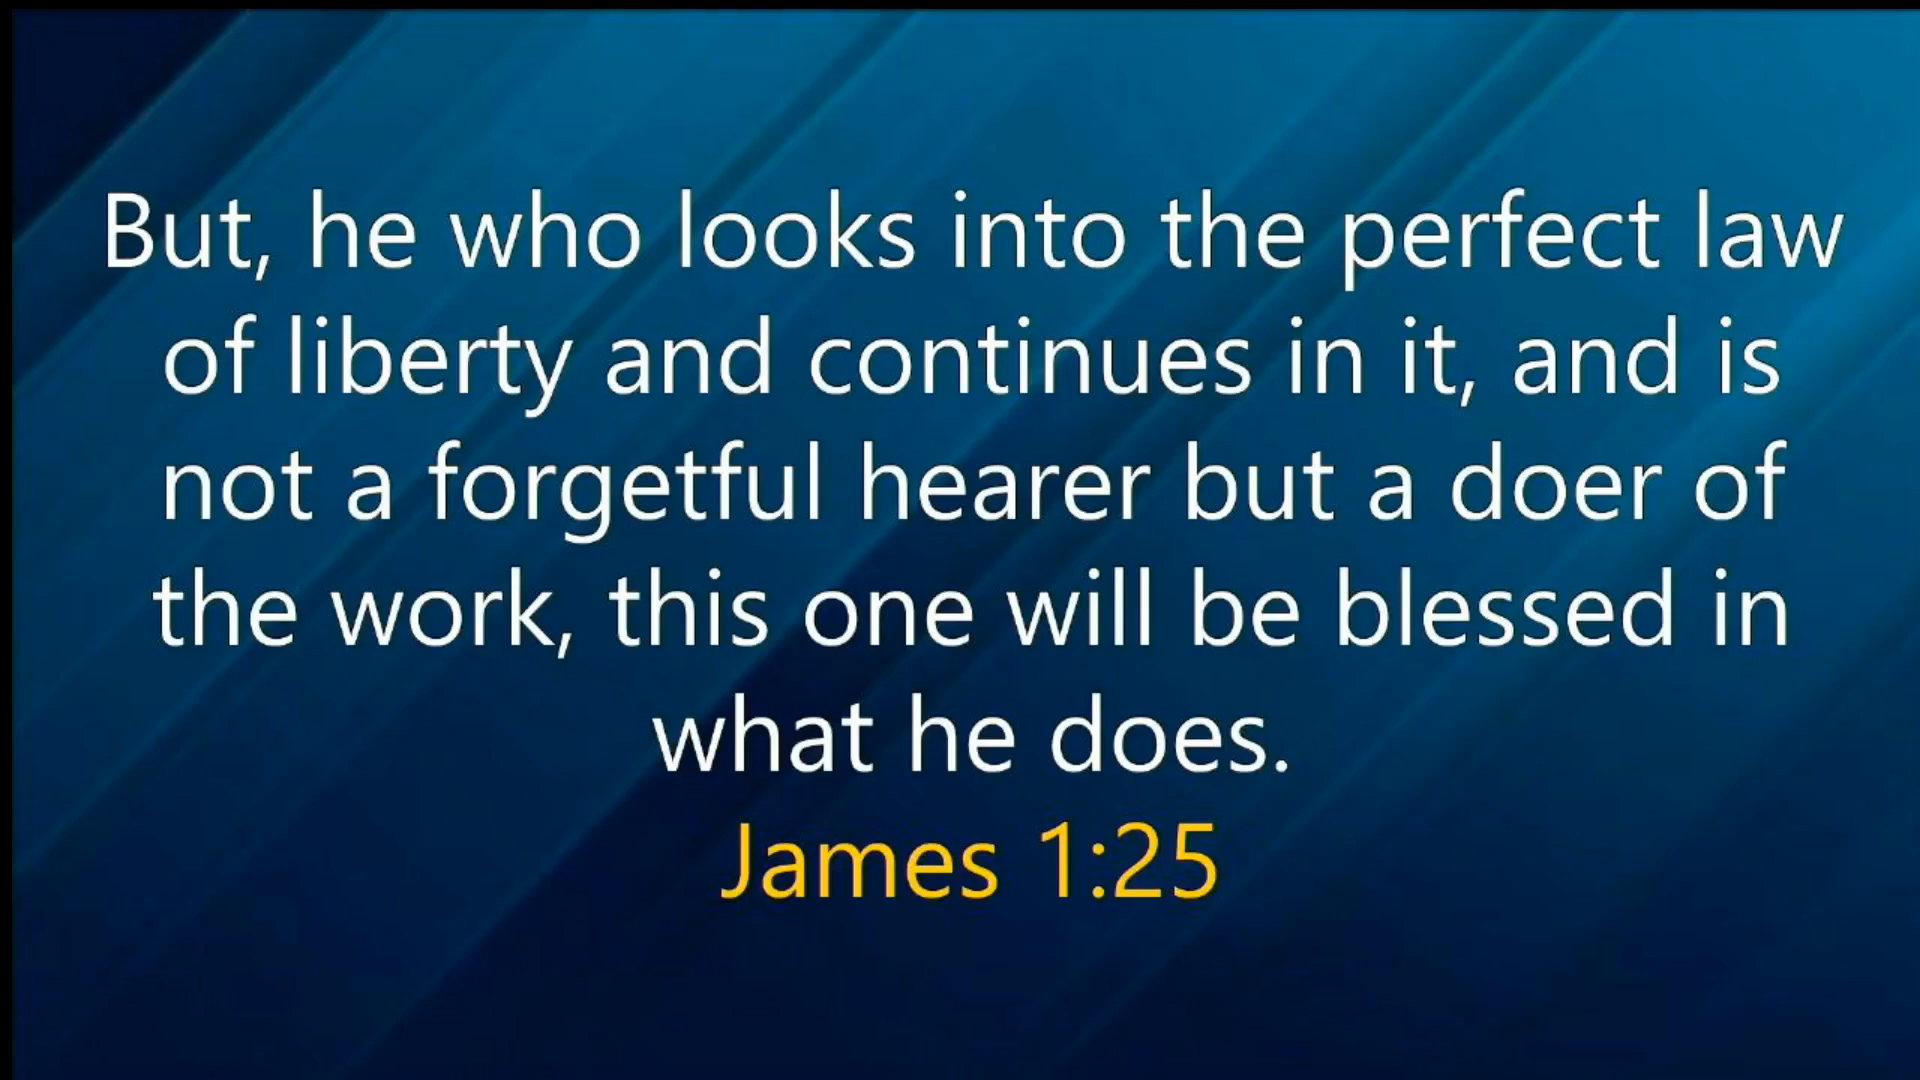 But, he who looks into the perfect law
of liberty and continues in it, and is
not a forgetful hearer but a doer of
the work, this one will be blessed in
what he does.
James 1:25